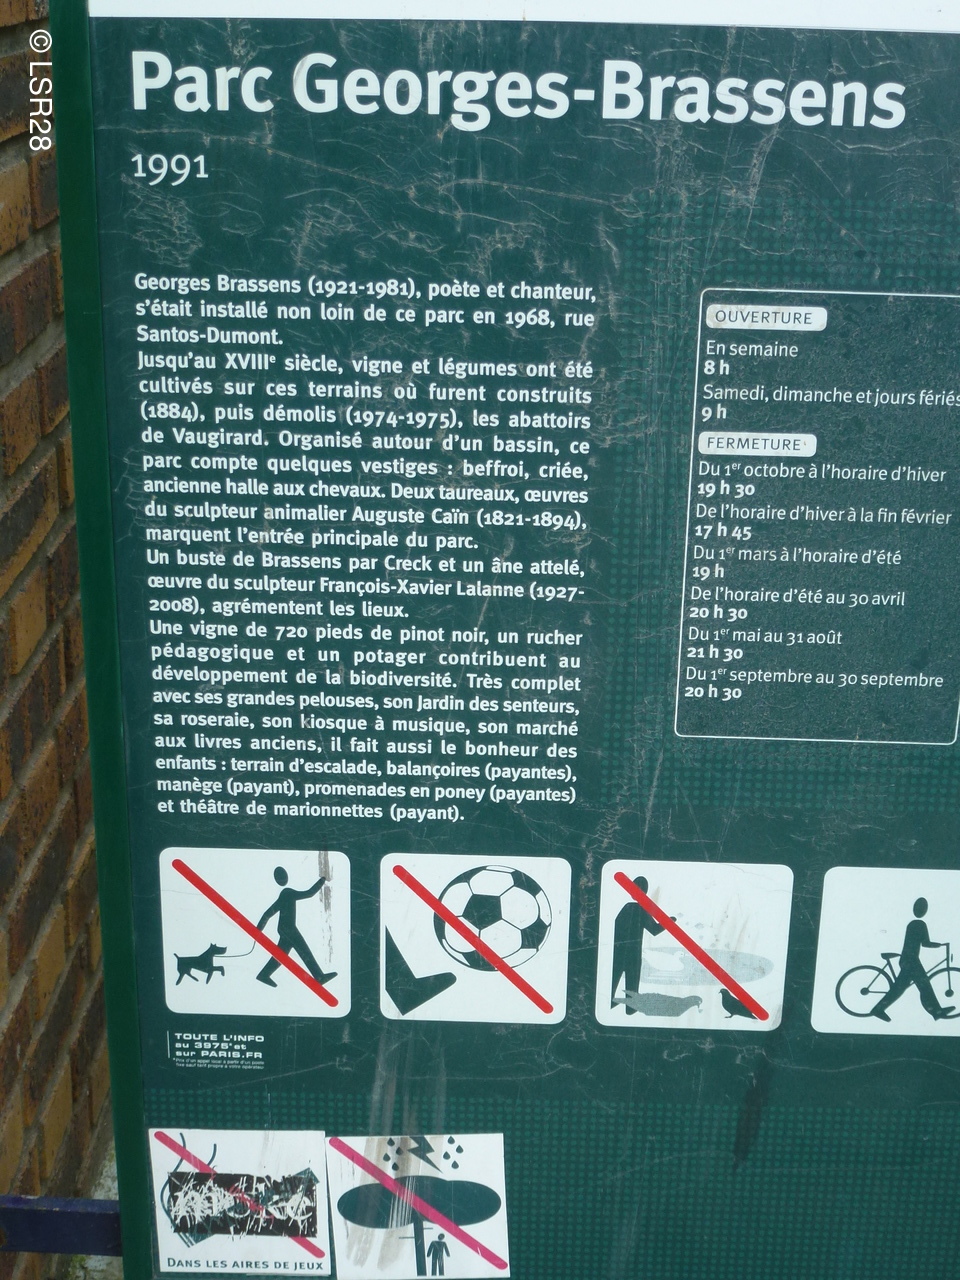 © LSR28
Parc Georges-Brassens
1991
Georges Brassens (1921-1981), poète et chanteur,
s'était installé non loin de ce parc en 1968, rue
Santos-Dumont.
Jusqu'au XVIIIe siècle, vigne et légumes ont été
cultivés sur ces terrains où furent construits
(1884), puis démolis (1974-1975), les abattoirs
de Vaugirard. Organisé autour d'un bassin, ce
parc compte quelques vestiges : beffroi, criée,
ancienne halle aux chevaux. Deux taureaux, œuvres
du sculpteur animalier Auguste Caïn (1821-1894),
marquent l'entrée principale du parc.
Un buste de Brassens par Creck et un âne attelé,
œuvre du sculpteur François-Xavier Lalanne (1927-
2008), agrémentent les lieux.
Une vigne de 720 pieds de pinot noir, un rucher
pédagogique et un potager contribuent au
développement de la biodiversité. Très complet
avec ses grandes pelouses, son Jardin des senteurs,
sa roseraie, son kiosque à musique, son marché
aux livres anciens, il fait aussi le bonheur des
enfants : terrain d'escalade, balançoires (payantes),
manège (payant), promenades en poney (payantes)
et théâtre de marionnettes (payant).
OUVERTURE
En semaine
8 h
Samedi, dimanche et jours fériés
9 h
FERMETURE
Du 1er octobre à l'horaire d'hiver
19 h 30
De l'horaire d'hiver à la fin février
17 h 45
Du 1er mars à l'horaire d'été
19 h
De l'horaire d'été au 30 avril
20 h 30
Du 1er mai au 31 août
21 h 30
Du 1er septembre au 30 septembre
20 h 30
TOUTE L'INFO
au 3975* et
sur PARIS.FR
DANS LES AIRES DE JEUX